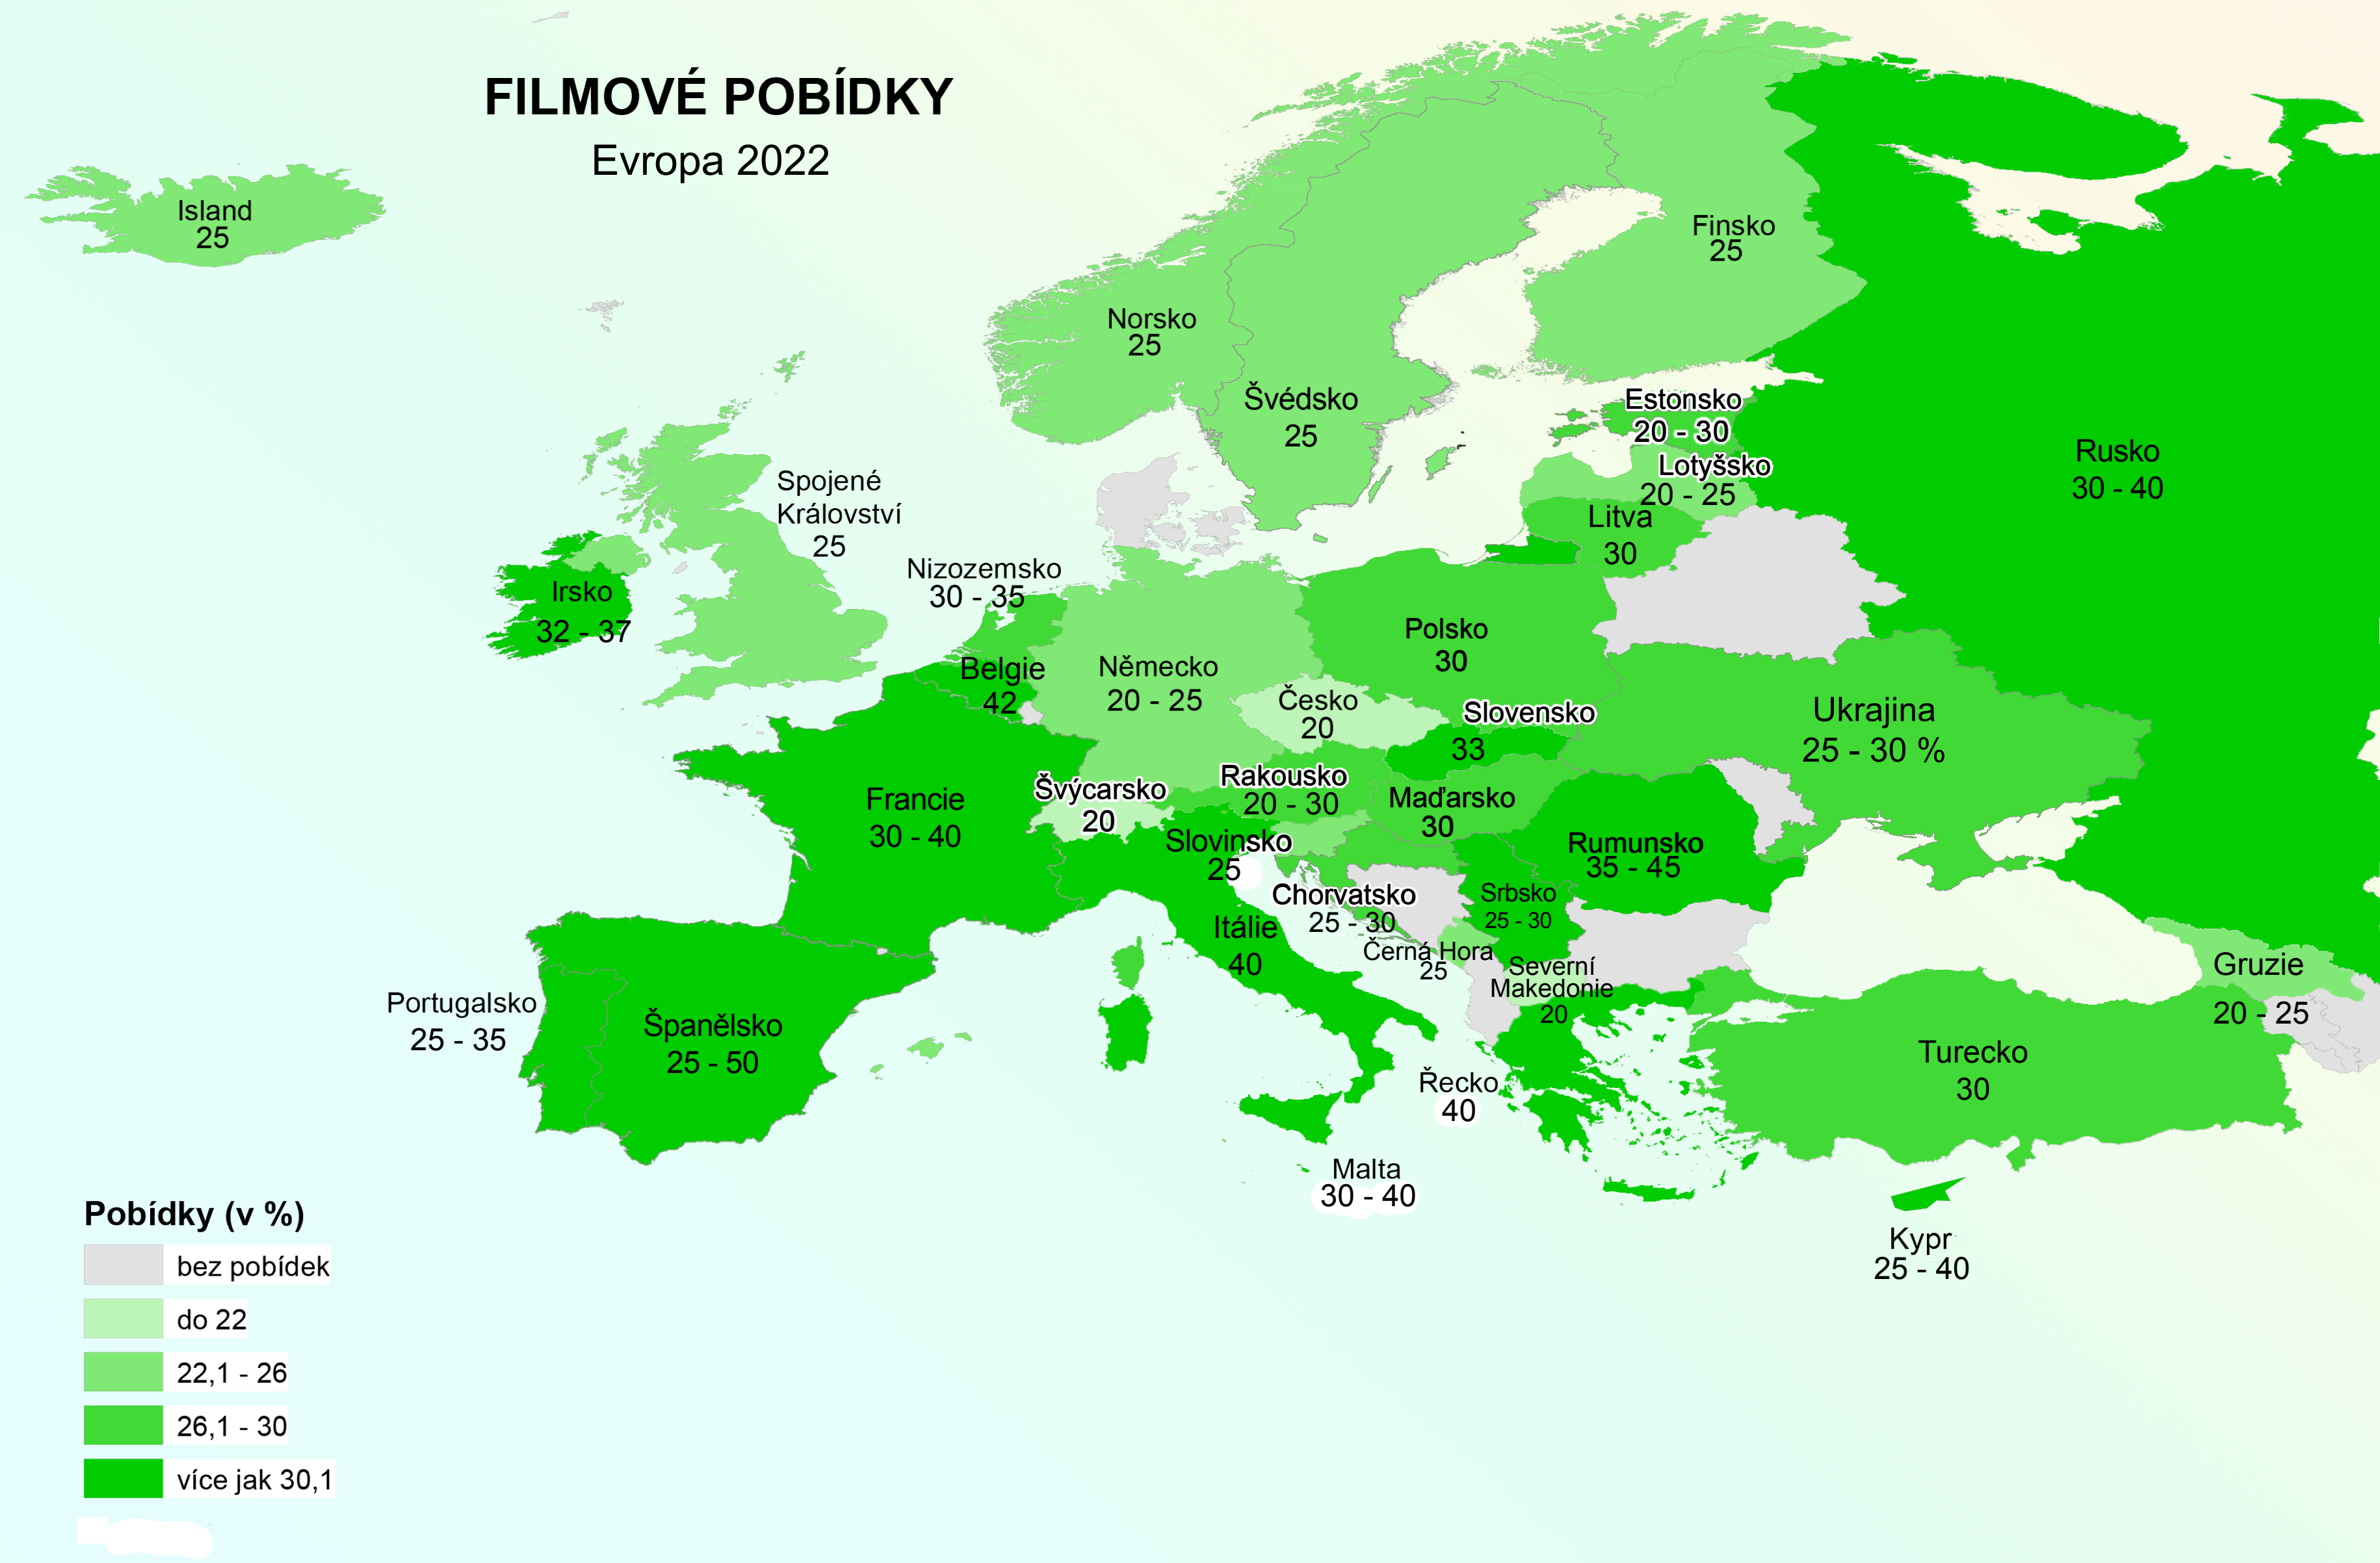 FILMOVÉ POBÍDKY
Evropa 2022
Island
25
Finsko
25
Norsko
25
Švédsko
25
Estonsko
20 - 30
Lotyšsko
20 - 25
Litva
30
Rusko
30 - 40
Spojené
Království
25
Irsko
32 - 37
Nizozemsko
30 - 35
Belgie
42
Německo
20 - 25
Polsko
30
Česko
20
Slovensko
33
Ukrajina
25 - 30 %
Francie
30 - 40
Švýcarsko
20
Rakousko
20 - 30
Maďarsko
30
Slovinsko
25
Rumunsko
35 - 45
Chorvatsko
25 - 30
Srbsko
25 - 30
Itálie
40
Černá Hora
25
Severní
Makedonie
20
Gruzie
20 - 25
Portugalsko
25 - 35
Španělsko
25 - 50
Turecko
30
Řecko
40
Malta
30 - 40
Kypr
25 - 40
Pobídky (v %)
bez pobídek
do 22
22,1 - 26
26,1 - 30
více jak 30,1